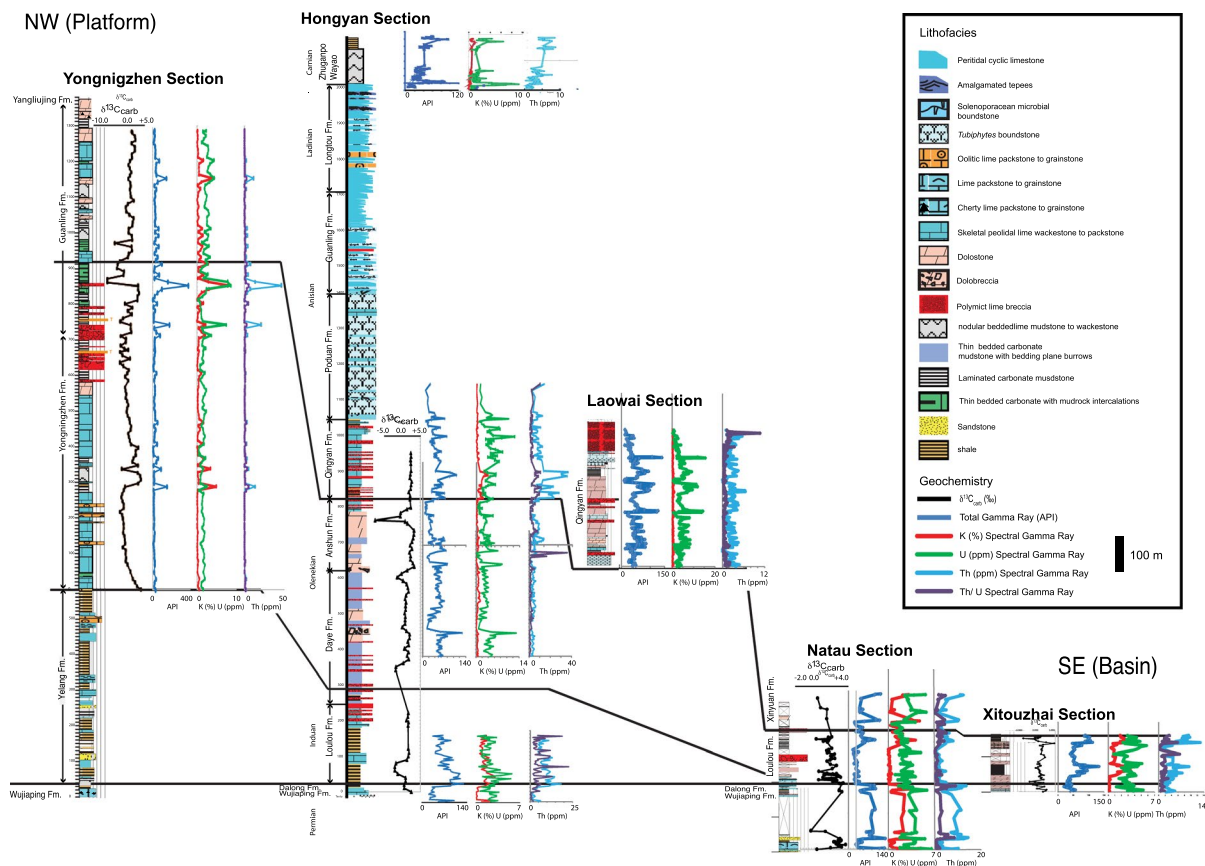 NW (Platform)
Hongyan Section
Carnian
Zhuganpo
Wayao
0
120
API
0
10
K (%) U (ppm)
0
10
Th (ppm)
Yongnigzhen Section
Yangliujing Fm.
δ¹³Ccarb
δ¹³Ccarb
-10.0
0.0
+5.0
Guanling Fm.
Yongningzhen Fm.
Yelang Fm.
Wujiaping Fm.
0
400
API
0
10
K (%) U (ppm)
0
50
Th (ppm)
Ladinian
Anisian
Olenekian
Induan
Permian
Longtou Fm.
Guanling Fm.
Poduan Fm.
Qingyan Fm.
Anshun Fm.
Daye Fm.
Loulou Fm.
Dalong Fm.
Wujiaping Fm.
δ¹³Ccarb
-5.0
0.0
+5.0
0
140
API
0
14
K (%) U (ppm)
0
40
Th (ppm)
0
140
API
0
7
K (%) U (ppm)
0
25
Th (ppm)
Laowai Section
Qingyan Fm.
0
150
API
0
20
K (%) U (ppm)
0
12
Th (ppm)
Natau Section
δ¹³Ccarb
δ¹³Ccarb
-2.0
0.0
+4.0
Xinyuan Fm.
Loulou Fm.
Dalong Fm.
Wujiaping Fm.
0
140
API
0
7
K (%) U (ppm)
0
20
Th (ppm)
SE (Basin)
Xitouzhai Section
0
150
API
0
7
K (%) U (ppm)
0
14
Th (ppm)
Lithofacies
Peritidal cyclic limestone
Amalgamated tepees
Solenoporacean microbial
boundstone
Tubiphytes boundstone
Oolitic lime packstone to grainstone
Lime packstone to grainstone
Cherty lime packstone to grainstone
Skeletal peolidal lime wackestone to packstone
Dolostone
Dolobreccia
Polymict lime breccia
nodular beddedlime mudstone to wackestone
Thin bedded carbonate
mudstone with bedding plane burrows
Laminated carbonate musdstone
Thin bedded carbonate with mudrock intercalations
Sandstone
shale
Geochemistry
δ¹³Ccarb (‰)
Total Gamma Ray (API)
K (%) Spectral Gamma Ray
U (ppm) Spectral Gamma Ray
Th (ppm) Spectral Gamma Ray
Th/ U Spectral Gamma Ray
100 m